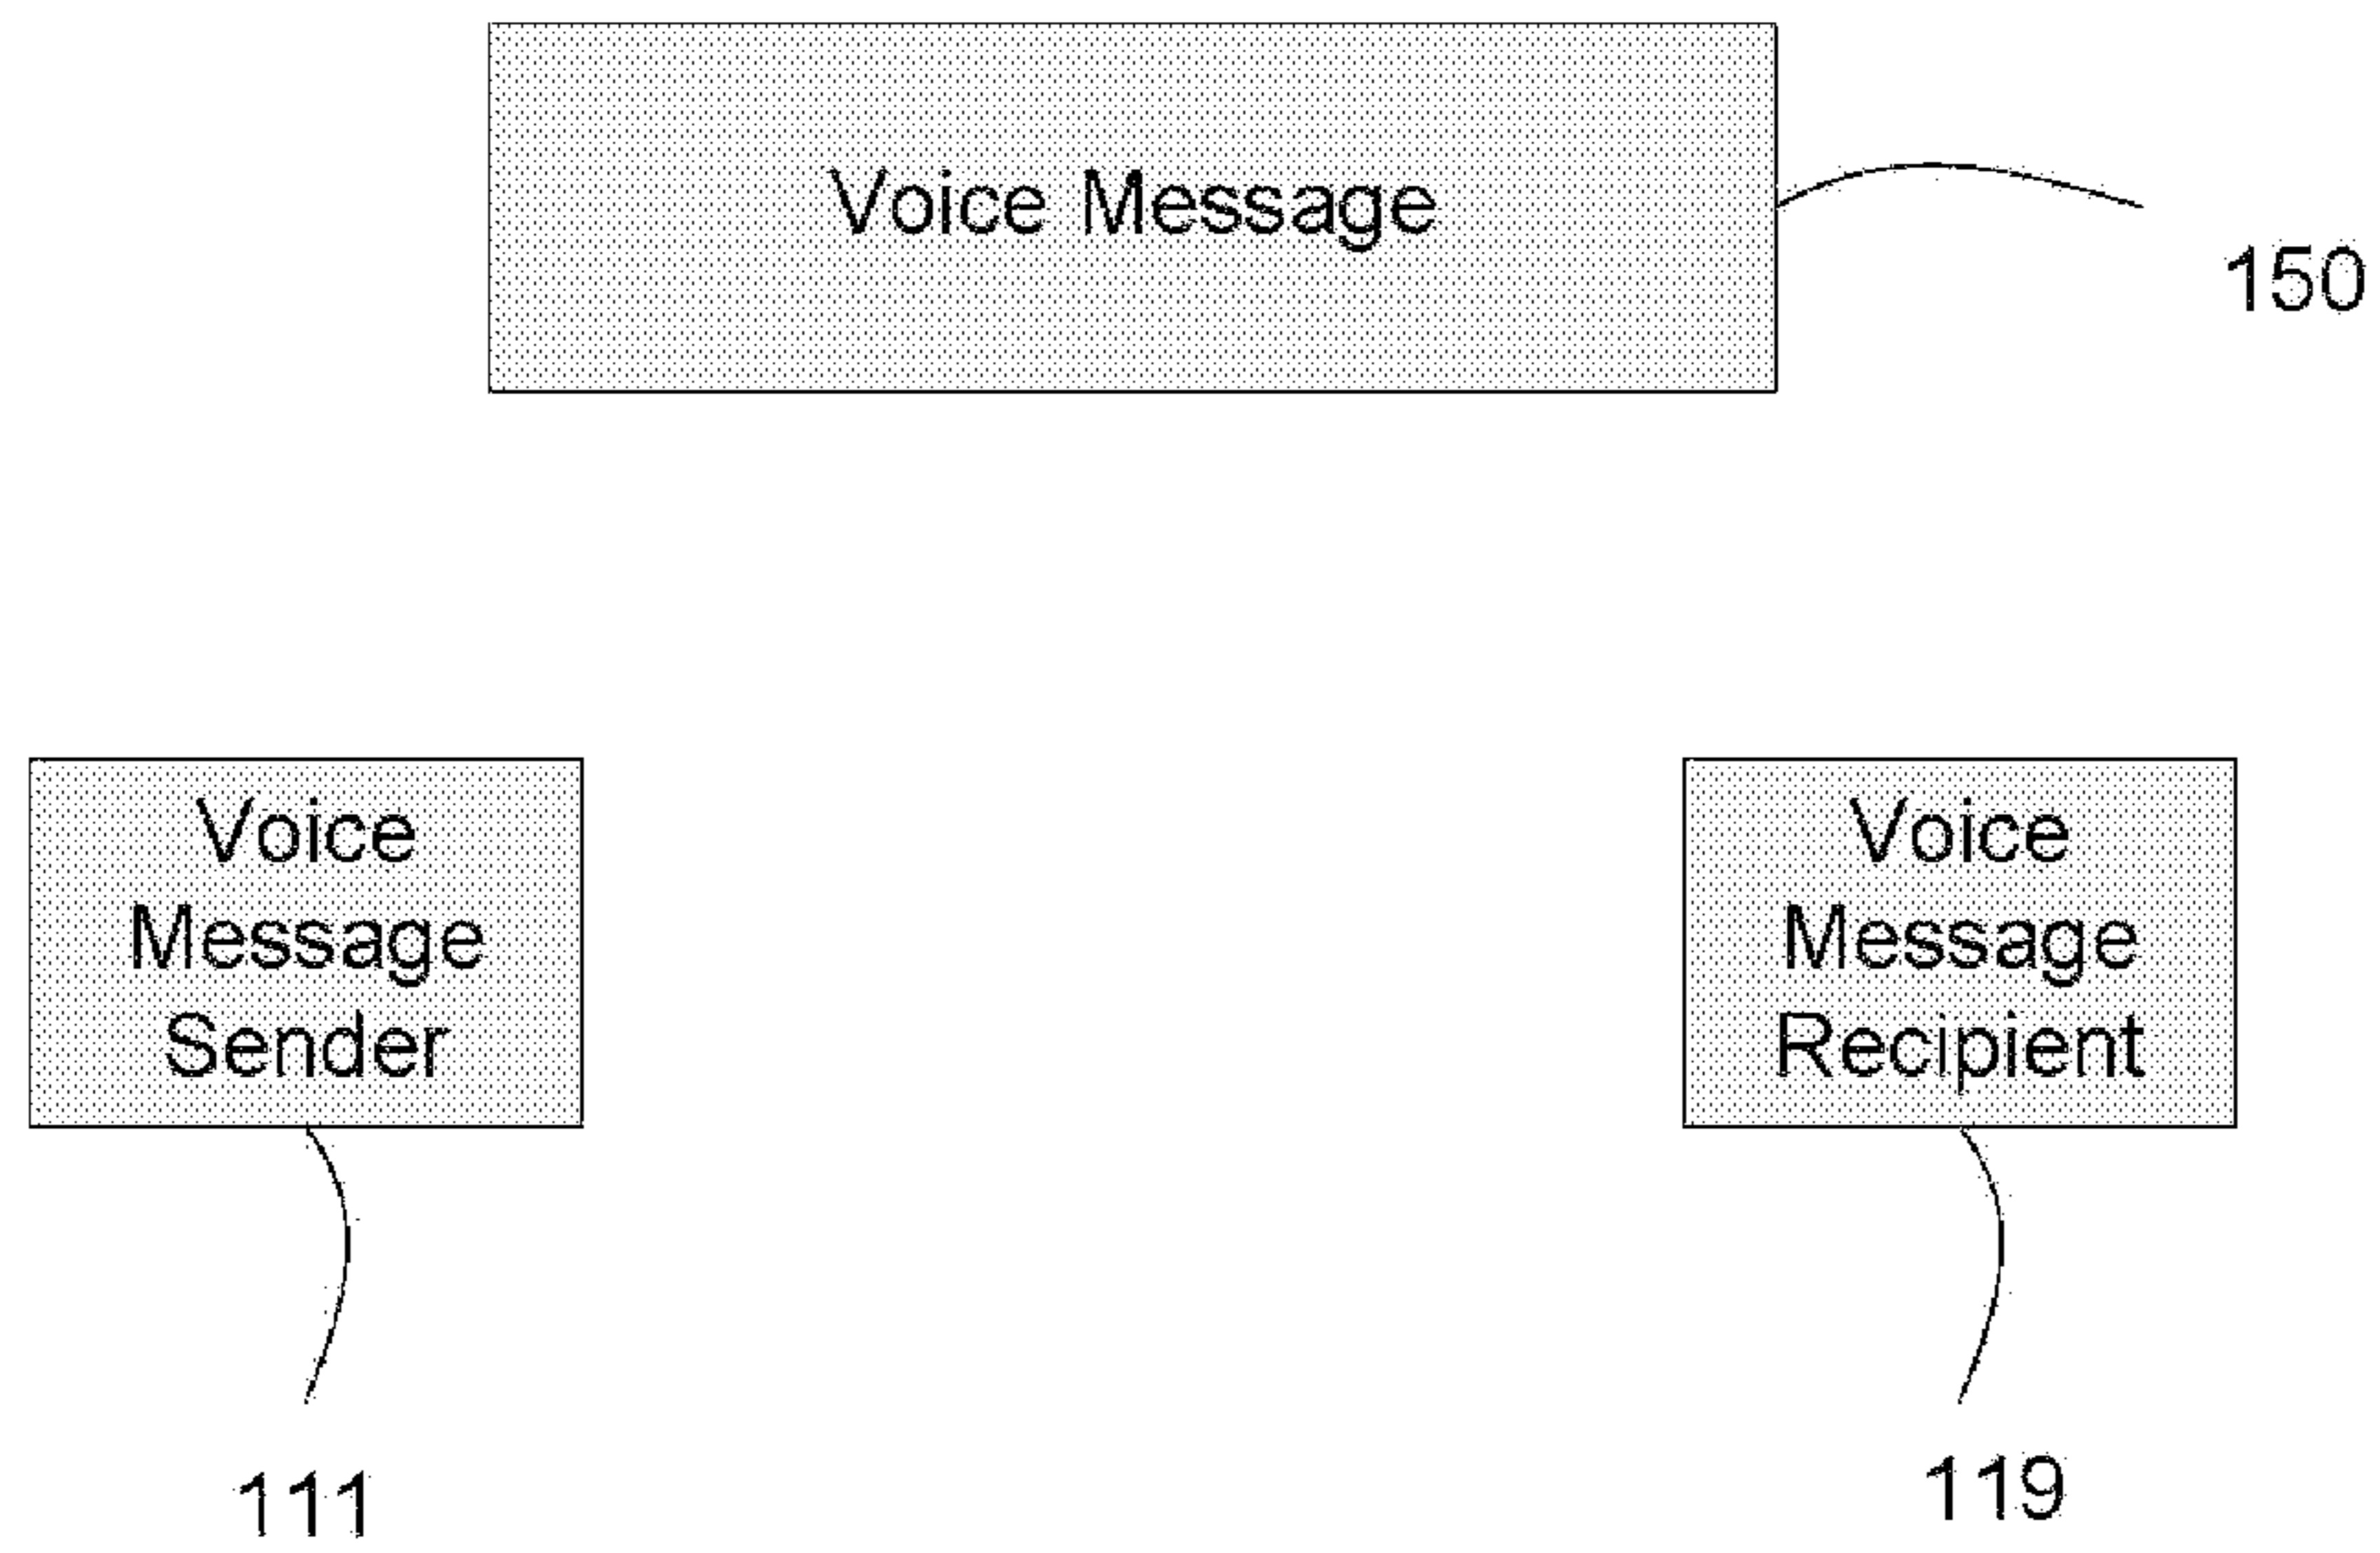 Voice Message
150
Voice
Message
Sender
Voice
Message
Recipient
111
119